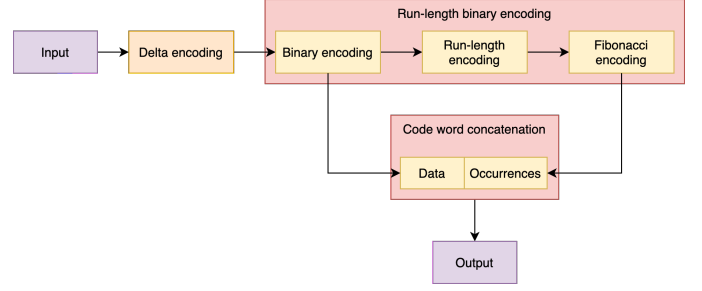 Run-length binary encoding
Input
Delta encoding
Binary encoding
Run-length
encoding
Fibonacci
encoding
Code word concatenation
Data
Occurrences
Output